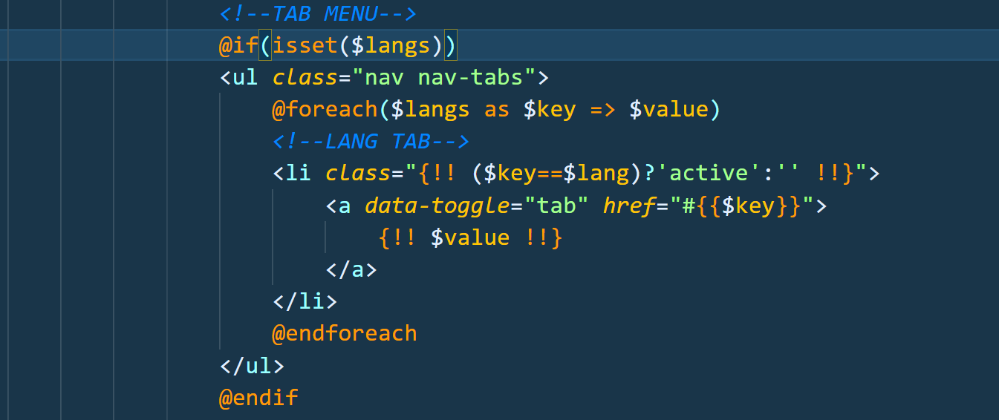 <!--TAB MENU-->
@if(isset($langs))
<ul class="nav nav-tabs">
@foreach($langs as $key => $value)
<!--LANG TAB-->
<li class="{!! ($key==$lang)?'active':'' !!}">
<a data-toggle="tab" href="#{{$key}}">
{!! $value !!}
</a>
</li>
@endforeach
</ul>
@endif